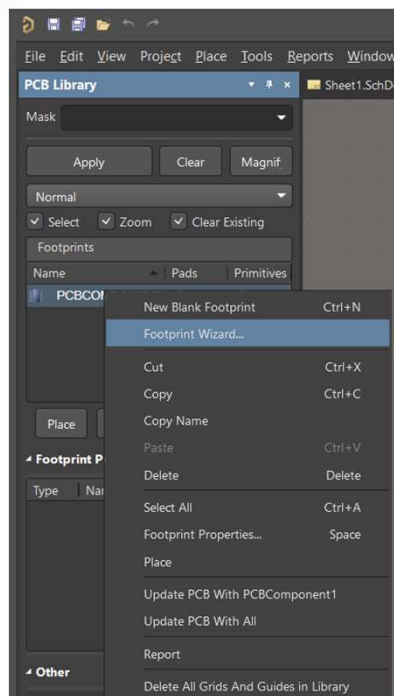 File Edit View Project Place Tools Reports Window
PCB Library
Sheet1.SchD
Mask
Apply Clear Magnif
Normal
Select Zoom Clear Existing
Footprints
Name Pads Primitives
PCBCO
New Blank Footprint Ctrl+N
Footprint Wizard...
Cut Ctrl+X
Copy Ctrl+C
Place
Copy Name
Paste Ctrl+V
Footprint P
Delete Delete
Type Nar
Select All Ctrl+A
Footprint Properties... Space
Place
Update PCB With PCBComponent1
Update PCB With All
Report
Other
Delete All Grids And Guides in Library